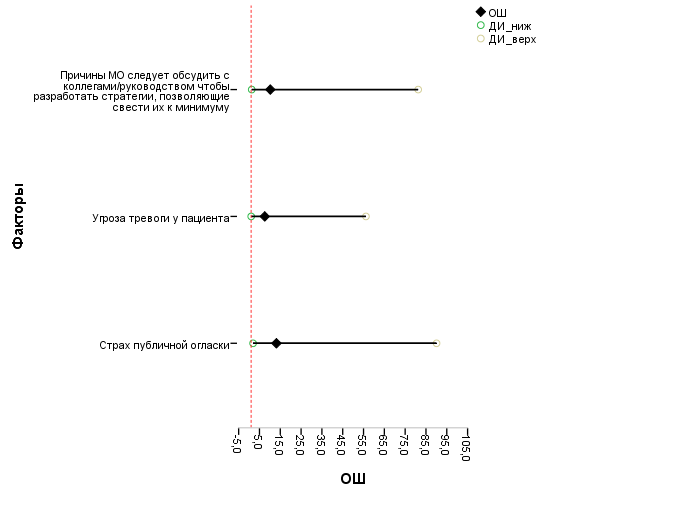 ОШ
ДИ_ниж
ДИ_верх
Причины МО следует обсудить с
коллегами/руководством чтобы
разработать стратегии, позволяющие
свести их к минимуму
Угроза тревоги у пациента
Страх публичной огласки
Факторы
-5,0
5,0
15,0
25,0
35,0
45,0
55,0
65,0
75,0
85,0
95,0
105,0
ОШ